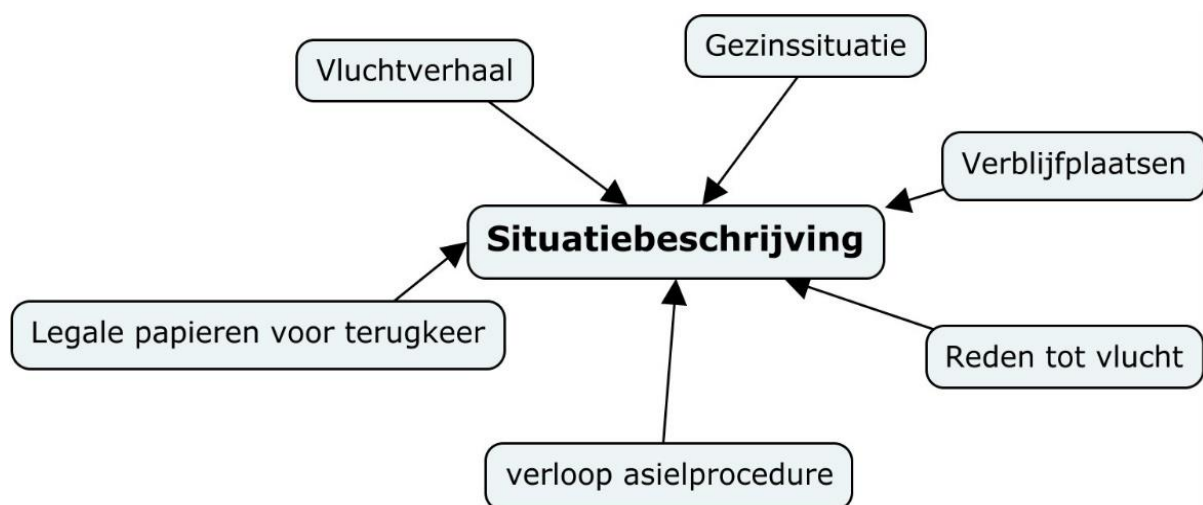 Gezinssituatie
Vluchtverhaal
Verblijfplaatsen
Situatiebeschrijving
Legale papieren voor terugkeer
Reden tot vlucht
verloop asielprocedure